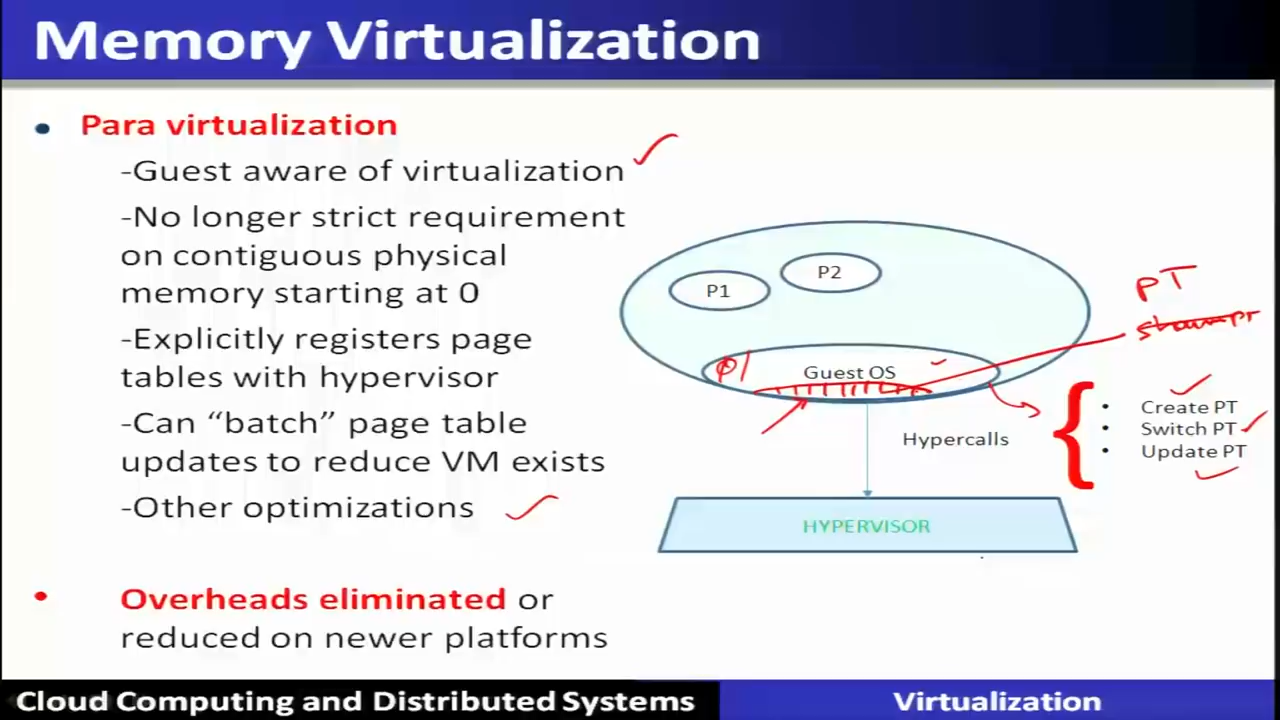 Memory Virtualization
• Para virtualization
-Guest aware of virtualization
-No longer strict requirement
on contiguous physical
memory starting at 0
-Explicitly registers page
tables with hypervisor
-Can “batch” page table
updates to reduce VM exists
-Other optimizations
• Overheads eliminated or
reduced on newer platforms
P1
P2
Guest OS
PT
Hypercalls
• Create PT
• Switch PT
• Update PT
HYPERVISOR
Cloud Computing and Distributed Systems
Virtualization